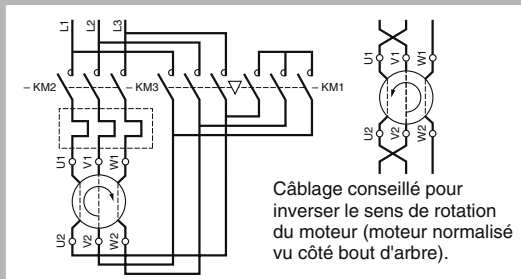 L1 L2 L3
U1 V1 W1
– KM2 – KM3 – KM1
U1 V1 W1
U2 V2 W2
U2 V2 W2
Câblage conseillé pour
inverser le sens de rotation
du moteur (moteur normalisé
vu côté bout d'arbre).